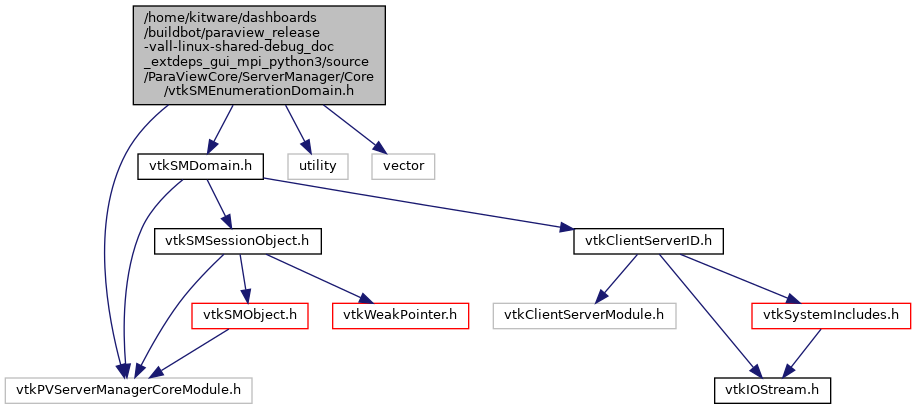 /home/kitware/dashboards
/buildbot/paraview_release
-vall-linux-shared-debug_doc
_extdeps_gui_mpi_python3/source
/ParaViewCore/ServerManager/Core
/vtkSMEnumerationDomain.h
vtkSMDomain.h
utility
vector
vtkSMSessionObject.h
vtkClientServerID.h
vtkSMObject.h
vtkWeakPointer.h
vtkClientServerModule.h
vtkSystemIncludes.h
vtkPVServerManagerCoreModule.h
vtkIOStream.h